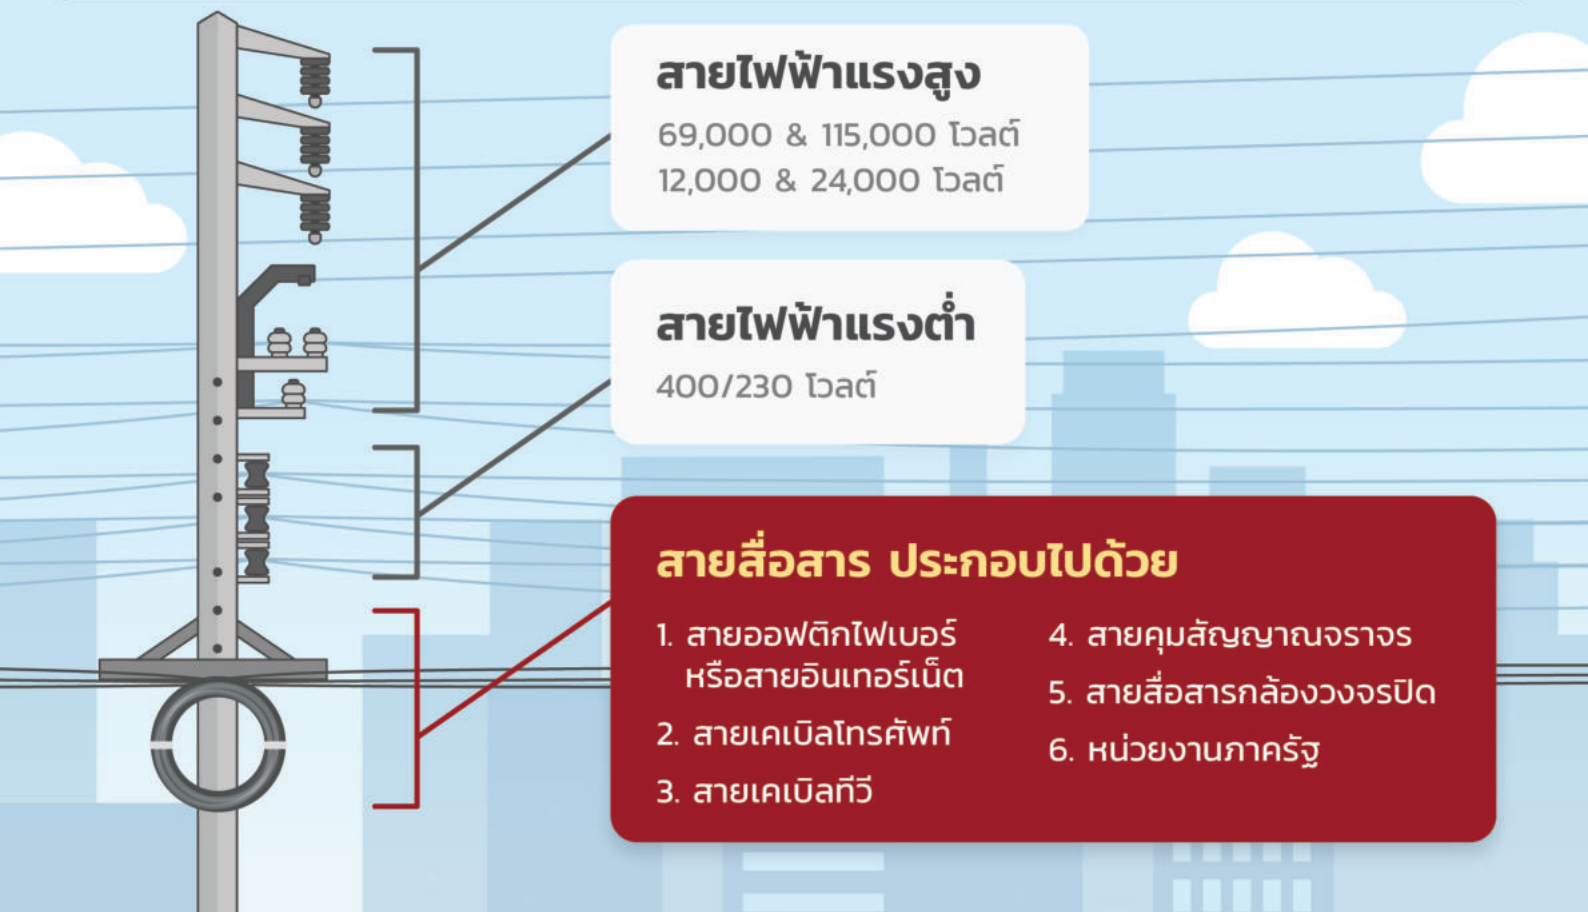 สายไฟฟ้าแรงสูง
69,000 & 115,000 โวลต์
12,000 & 24,000 โวลต์
สายไฟฟ้าแรงต่ำ
400/230 โวลต์
สายสื่อสาร ประกอบไปด้วย
1. สายออฟติกไฟเบอร์
หรือสายอินเทอร์เน็ต
2. สายเคเบิลโทรศัพท์
3. สายเคเบิลทีวี
4. สายคุมสัญญาณจราจร
5. สายสื่อสารกล้องวงจรปิด
6. หน่วยงานภาครัฐ